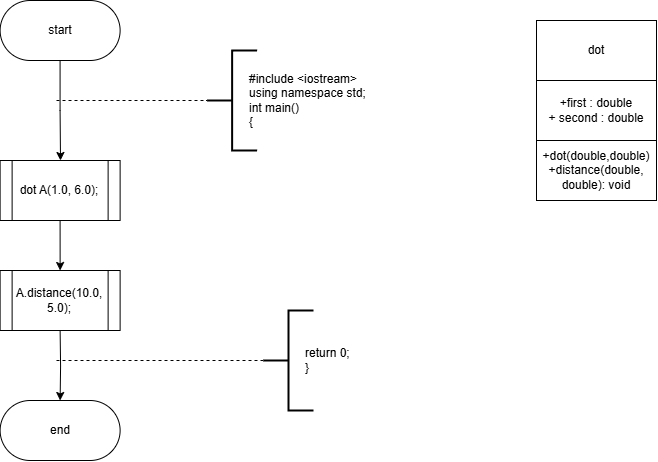 start
#include <iostream>
using namespace std;
int main()
{
dot A(1.0, 6.0);
A.distance(10.0,
5.0);
return 0;
}
end
dot
+first : double
+ second : double
+dot(double,double)
+distance(double,
double): void